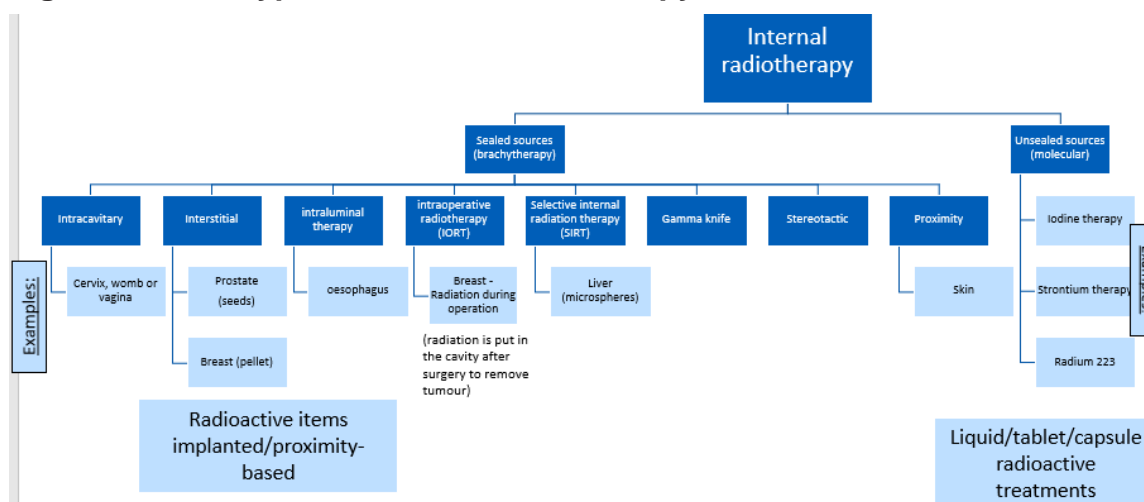 Internal
radiotherapy
Sealed sources
(brachytherapy)
Unsealed sources
(molecular)
Intracavitary
Interstitial
intraluminal
therapy
intraoperative
radiotherapy
(IORT)
Selective internal
radiation therapy
(SIRT)
Gamma knife
Stereotactic
Proximity
Iodine therapy
Examples:
Cervix, womb or
vagina
Prostate
(seeds)
oesophagus
Breast -
Radiation during
operation
Liver
(microspheres)
Skin
Strontium therapy
(radiation is put in
the cavity after
surgery to remove
tumour)
Breast (pellet)
Radium 223
Radioactive items
implanted/proximity-
based
Liquid/tablet/capsule
radioactive
treatments